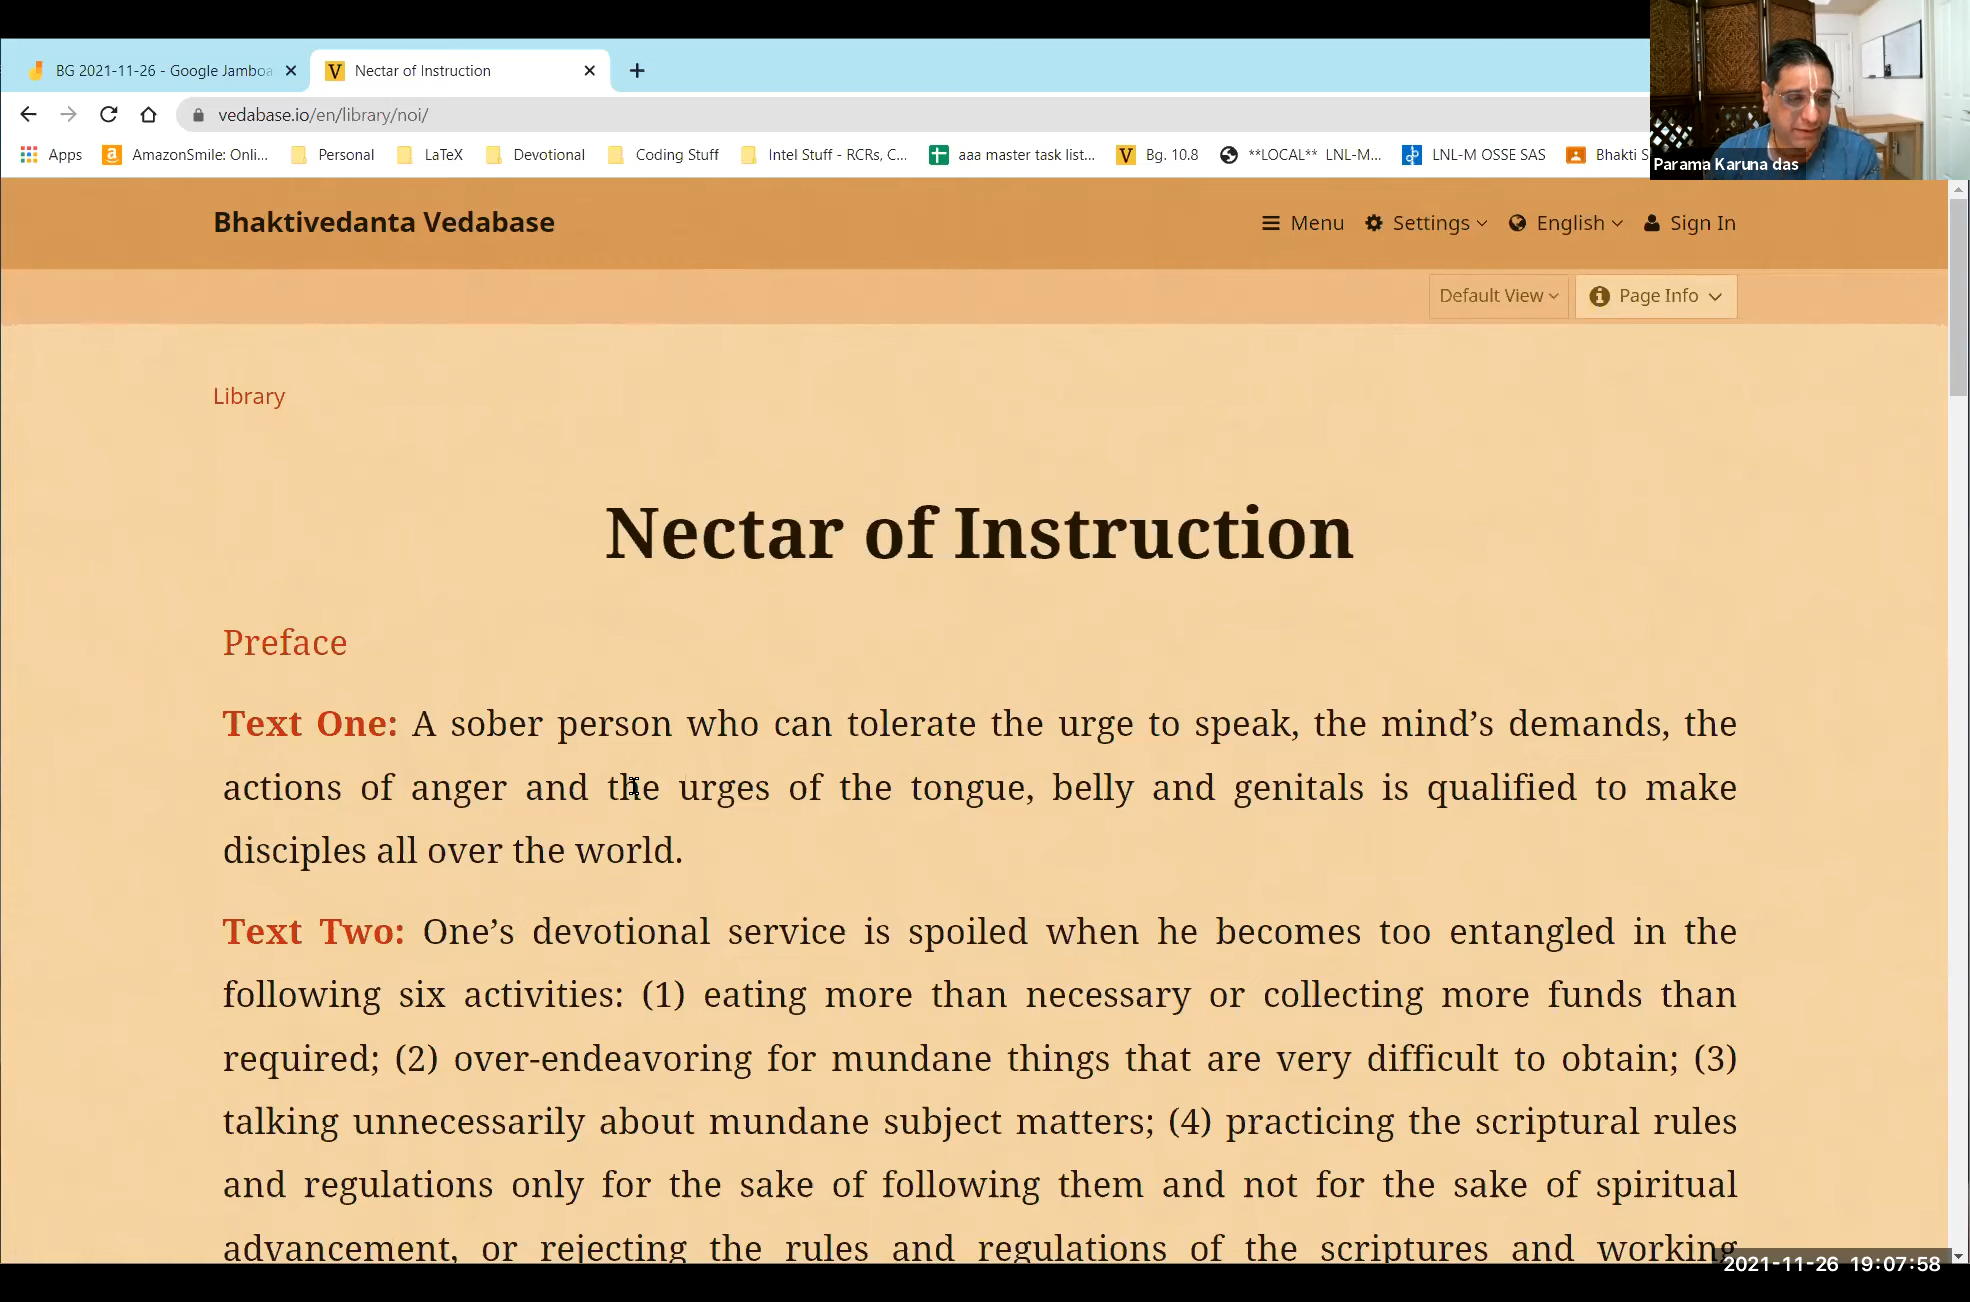 BG 2021-11-26 - Google Jamboa
Nectar of Instruction
vedabase.io/en/library/noi/
Apps
AmazonSmile: Onli...
Personal
LaTeX
Devotional
Coding Stuff
Intel Stuff - RCRs, C...
aaa master task list...
Bg. 10.8
**LOCAL** LNL-M...
LNL-M OSSE SAS
Bhakti S
Parama Karuna das
Bhaktivedanta Vedabase
Menu
Settings
English
Sign In
Default View
Page Info
Library
Nectar of Instruction
Preface
Text One: A sober person who can tolerate the urge to speak, the mind’s demands, the
actions of anger and the urges of the tongue, belly and genitals is qualified to make
disciples all over the world.
Text Two: One’s devotional service is spoiled when he becomes too entangled in the
following six activities: (1) eating more than necessary or collecting more funds than
required; (2) over-endeavoring for mundane things that are very difficult to obtain; (3)
talking unnecessarily about mundane subject matters; (4) practicing the scriptural rules
and regulations only for the sake of following them and not for the sake of spiritual
advancement, or rejecting the rules and regulations of the scriptures and working
2021-11-26 19:07:58